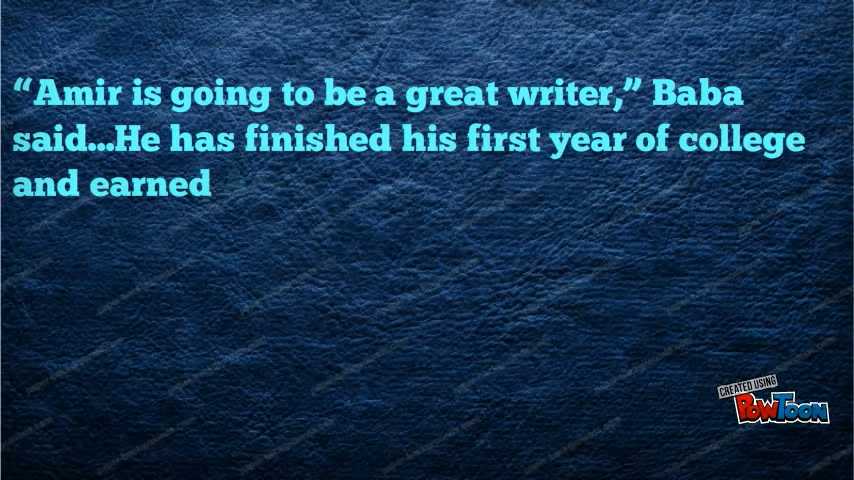 “Amir is going to be a great writer,” Baba
said...He has finished his first year of college
and earned
CREATED USING
POWTOON